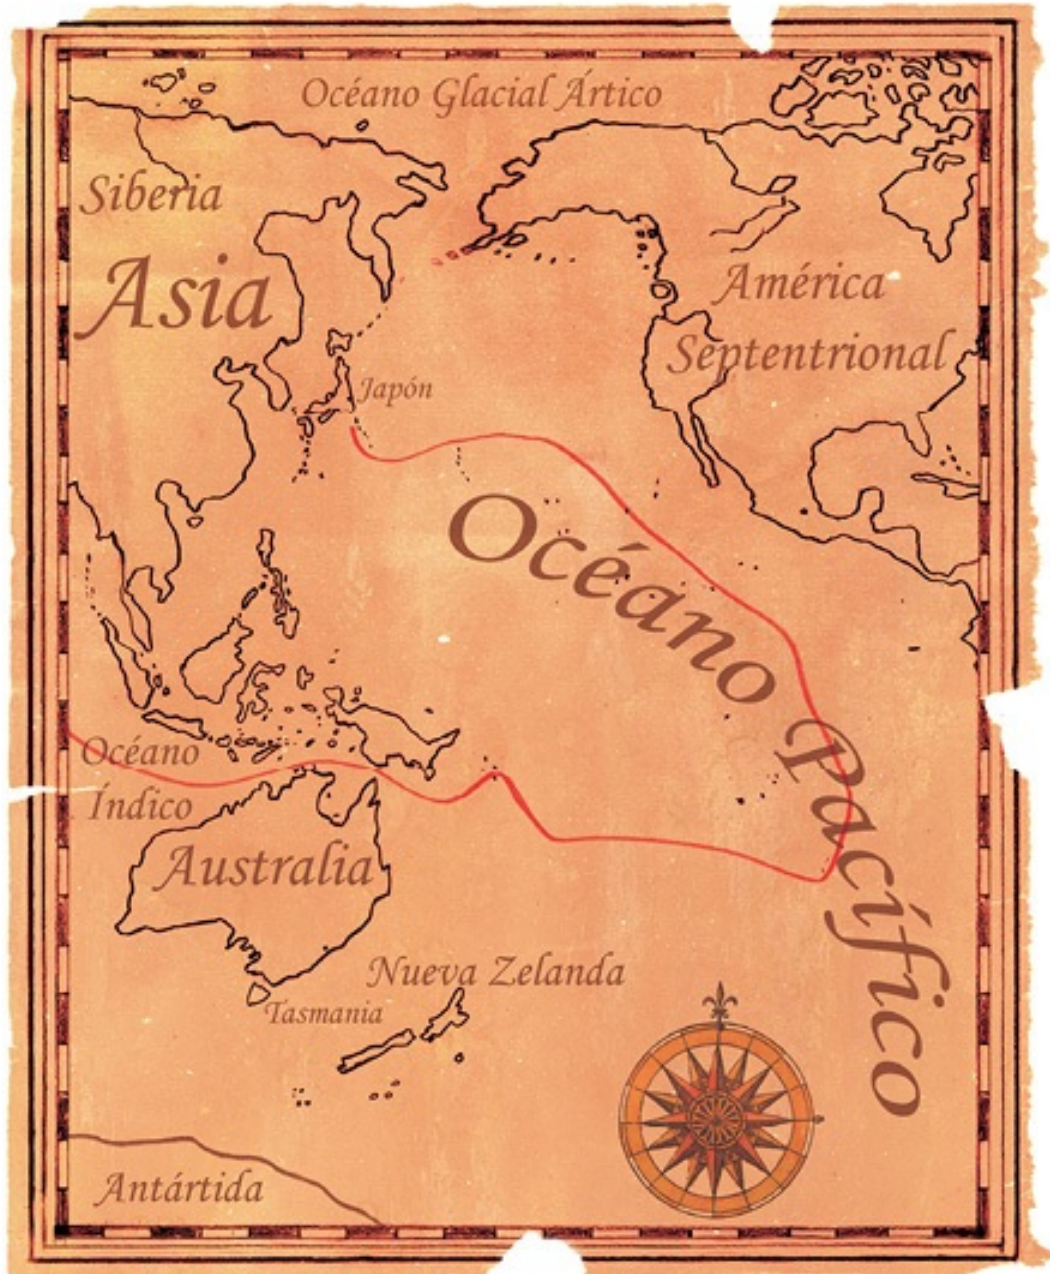 Océano Glacial Ártico
Siberia
Asia
América
Septentrional
Japón
Océano Pacífico
Océano
Índico
Australia
Nueva Zelanda
Tasmania
Antártida